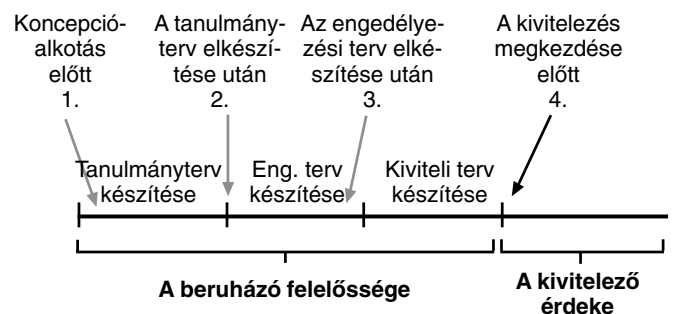 Koncepció-
alkotás
előtt
1.
A tanulmány-
terv elkészí-
tése után
2.
Az engedélye-
zési terv elké-
szítése után
3.
A kivitelezés
megkezdése
előtt
4.
Tanulmányterv
készítése
Eng. terv
készítése
Kiviteli terv
készítése
A beruházó felelőssége
A kivitelező
érdeke